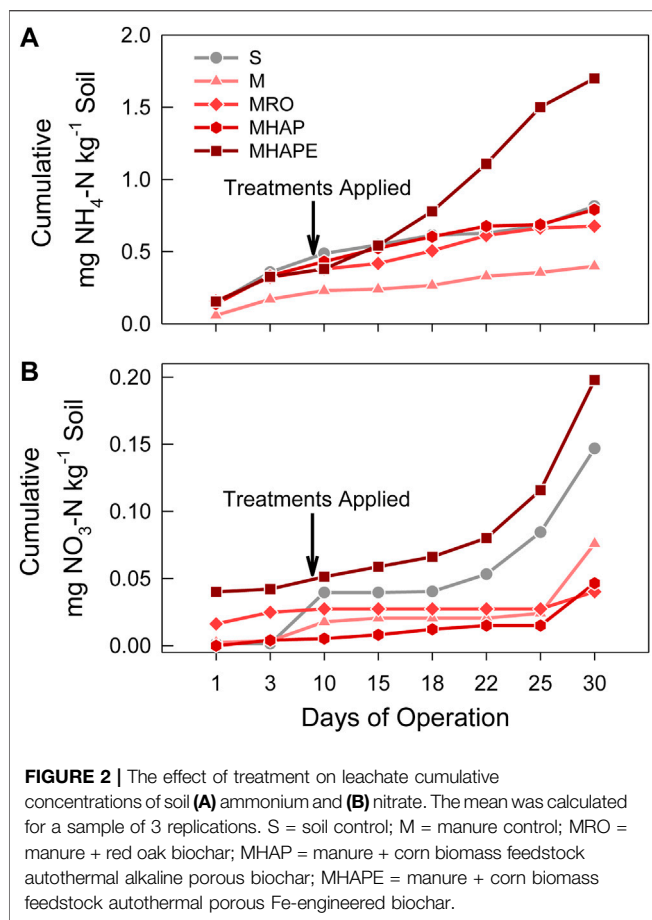 A
2.0
S
M
MRO
MHAP
MHAPE
1.5
1.0
0.5
0.0
Cumulative
mg NH4-N kg-1 Soil
Treatments Applied
B
0.20
0.15
0.10
0.05
0.00
Cumulative
mg NO3-N kg-1 Soil
Treatments Applied
1 3 10 15 18 22 25 30
Days of Operation
FIGURE 2 | The effect of treatment on leachate cumulative
concentrations of soil (A) ammonium and (B) nitrate. The mean was calculated
for a sample of 3 replications. S = soil control; M = manure control; MRO =
manure + red oak biochar; MHAP = manure + corn biomass feedstock
autothermal alkaline porous biochar; MHAPE = manure + corn biomass
feedstock autothermal porous Fe-engineered biochar.